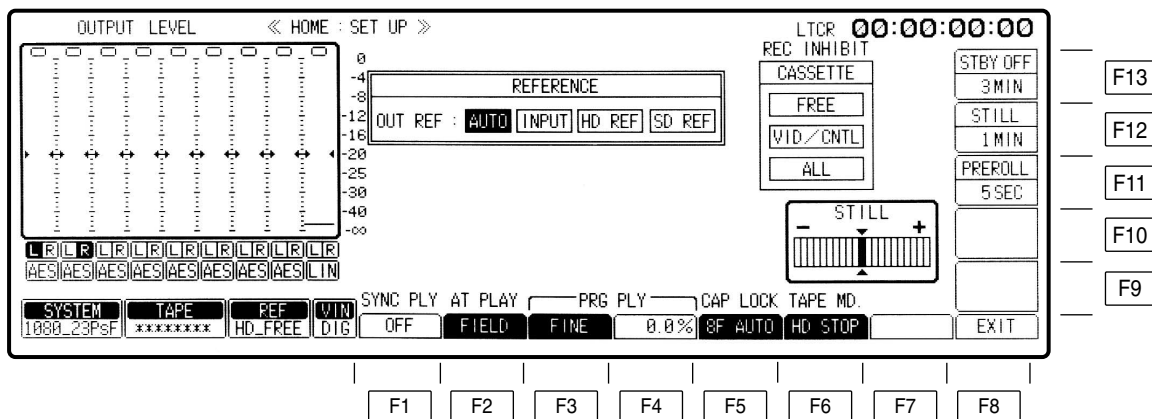 OUTPUT LEVEL
≪ HOME : SET UP ≫
LTCR 00:00:00:00
0
-4
-8
-12
-16
-20
-25
-30
-40
-∞
L R L R L R L R L R L R L R L R L R
AES AES AES AES AES AES AES AES LIN
REFERENCE
OUT REF : AUTO INPUT HD REF SD REF
REC INHIBIT
CASSETTE
FREE
VID/CNTL
ALL
STILL
− +
STBY OFF
3MIN
STILL
1MIN
PREROLL
5SEC
SYSTEM
1080_23PsF
TAPE
********
REF
HD_FREE
VIN
DIG
SYNC PLY AT PLAY PRG PLY CAP LOCK TAPE MD.
OFF FIELD FINE 0.0% 8F AUTO HD STOP EXIT
F13
F12
F11
F10
F9
F1 F2 F3 F4 F5 F6 F7 F8